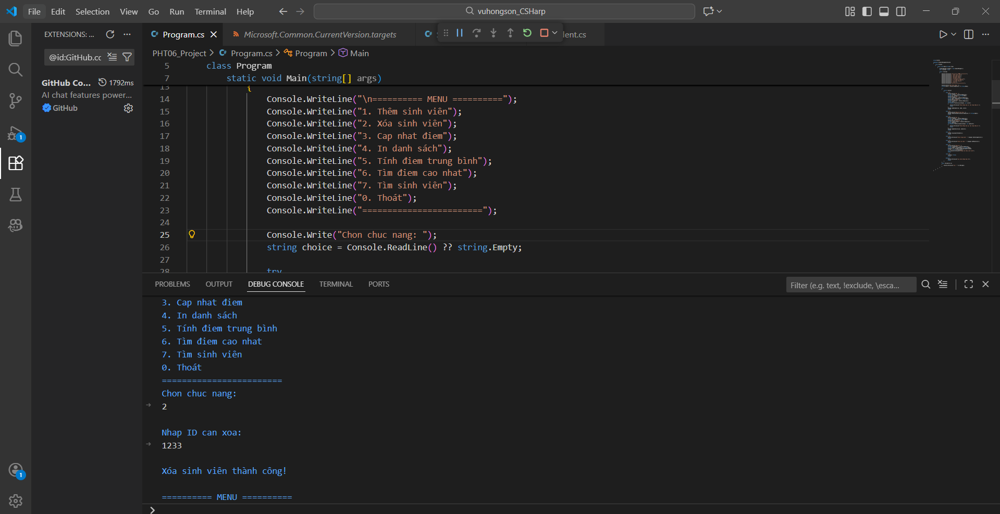 File Edit Selection View Go Run Terminal Help
vuhongson_CSHarp
EXTENSIONS: ...
Program.cs
Microsoft.Common.CurrentVersion.targets
lent.cs
@id:GitHub.cc
GitHub Co... 1792ms
AI chat features power...
GitHub
1
1
PHT06_Project > Program.cs > Program > Main
5 class Program
7 static void Main(string[] args)
13 {
14 Console.WriteLine("\n========== MENU ==========");
15 Console.WriteLine("1. Thêm sinh viên");
16 Console.WriteLine("2. Xóa sinh viên");
17 Console.WriteLine("3. Cap nhat điem");
18 Console.WriteLine("4. In danh sách");
19 Console.WriteLine("5. Tính điem trung bình");
20 Console.WriteLine("6. Tìm điem cao nhat");
21 Console.WriteLine("7. Tìm sinh viên");
22 Console.WriteLine("0. Thoát");
23 Console.WriteLine("========================");
24
25 Console.Write("Chon chuc nang: ");
26 string choice = Console.ReadLine() ?? string.Empty;
27
28 try
PROBLEMS OUTPUT DEBUG CONSOLE TERMINAL PORTS
Filter (e.g. text, !exclude, \esca...
3. Cap nhat điem
4. In danh sách
5. Tính điem trung bình
6. Tìm điem cao nhat
7. Tìm sinh viên
0. Thoát
========================
Chon chuc nang:
2
Nhap ID can xoa:
1233
Xóa sinh viên thành công!
========== MENU ==========